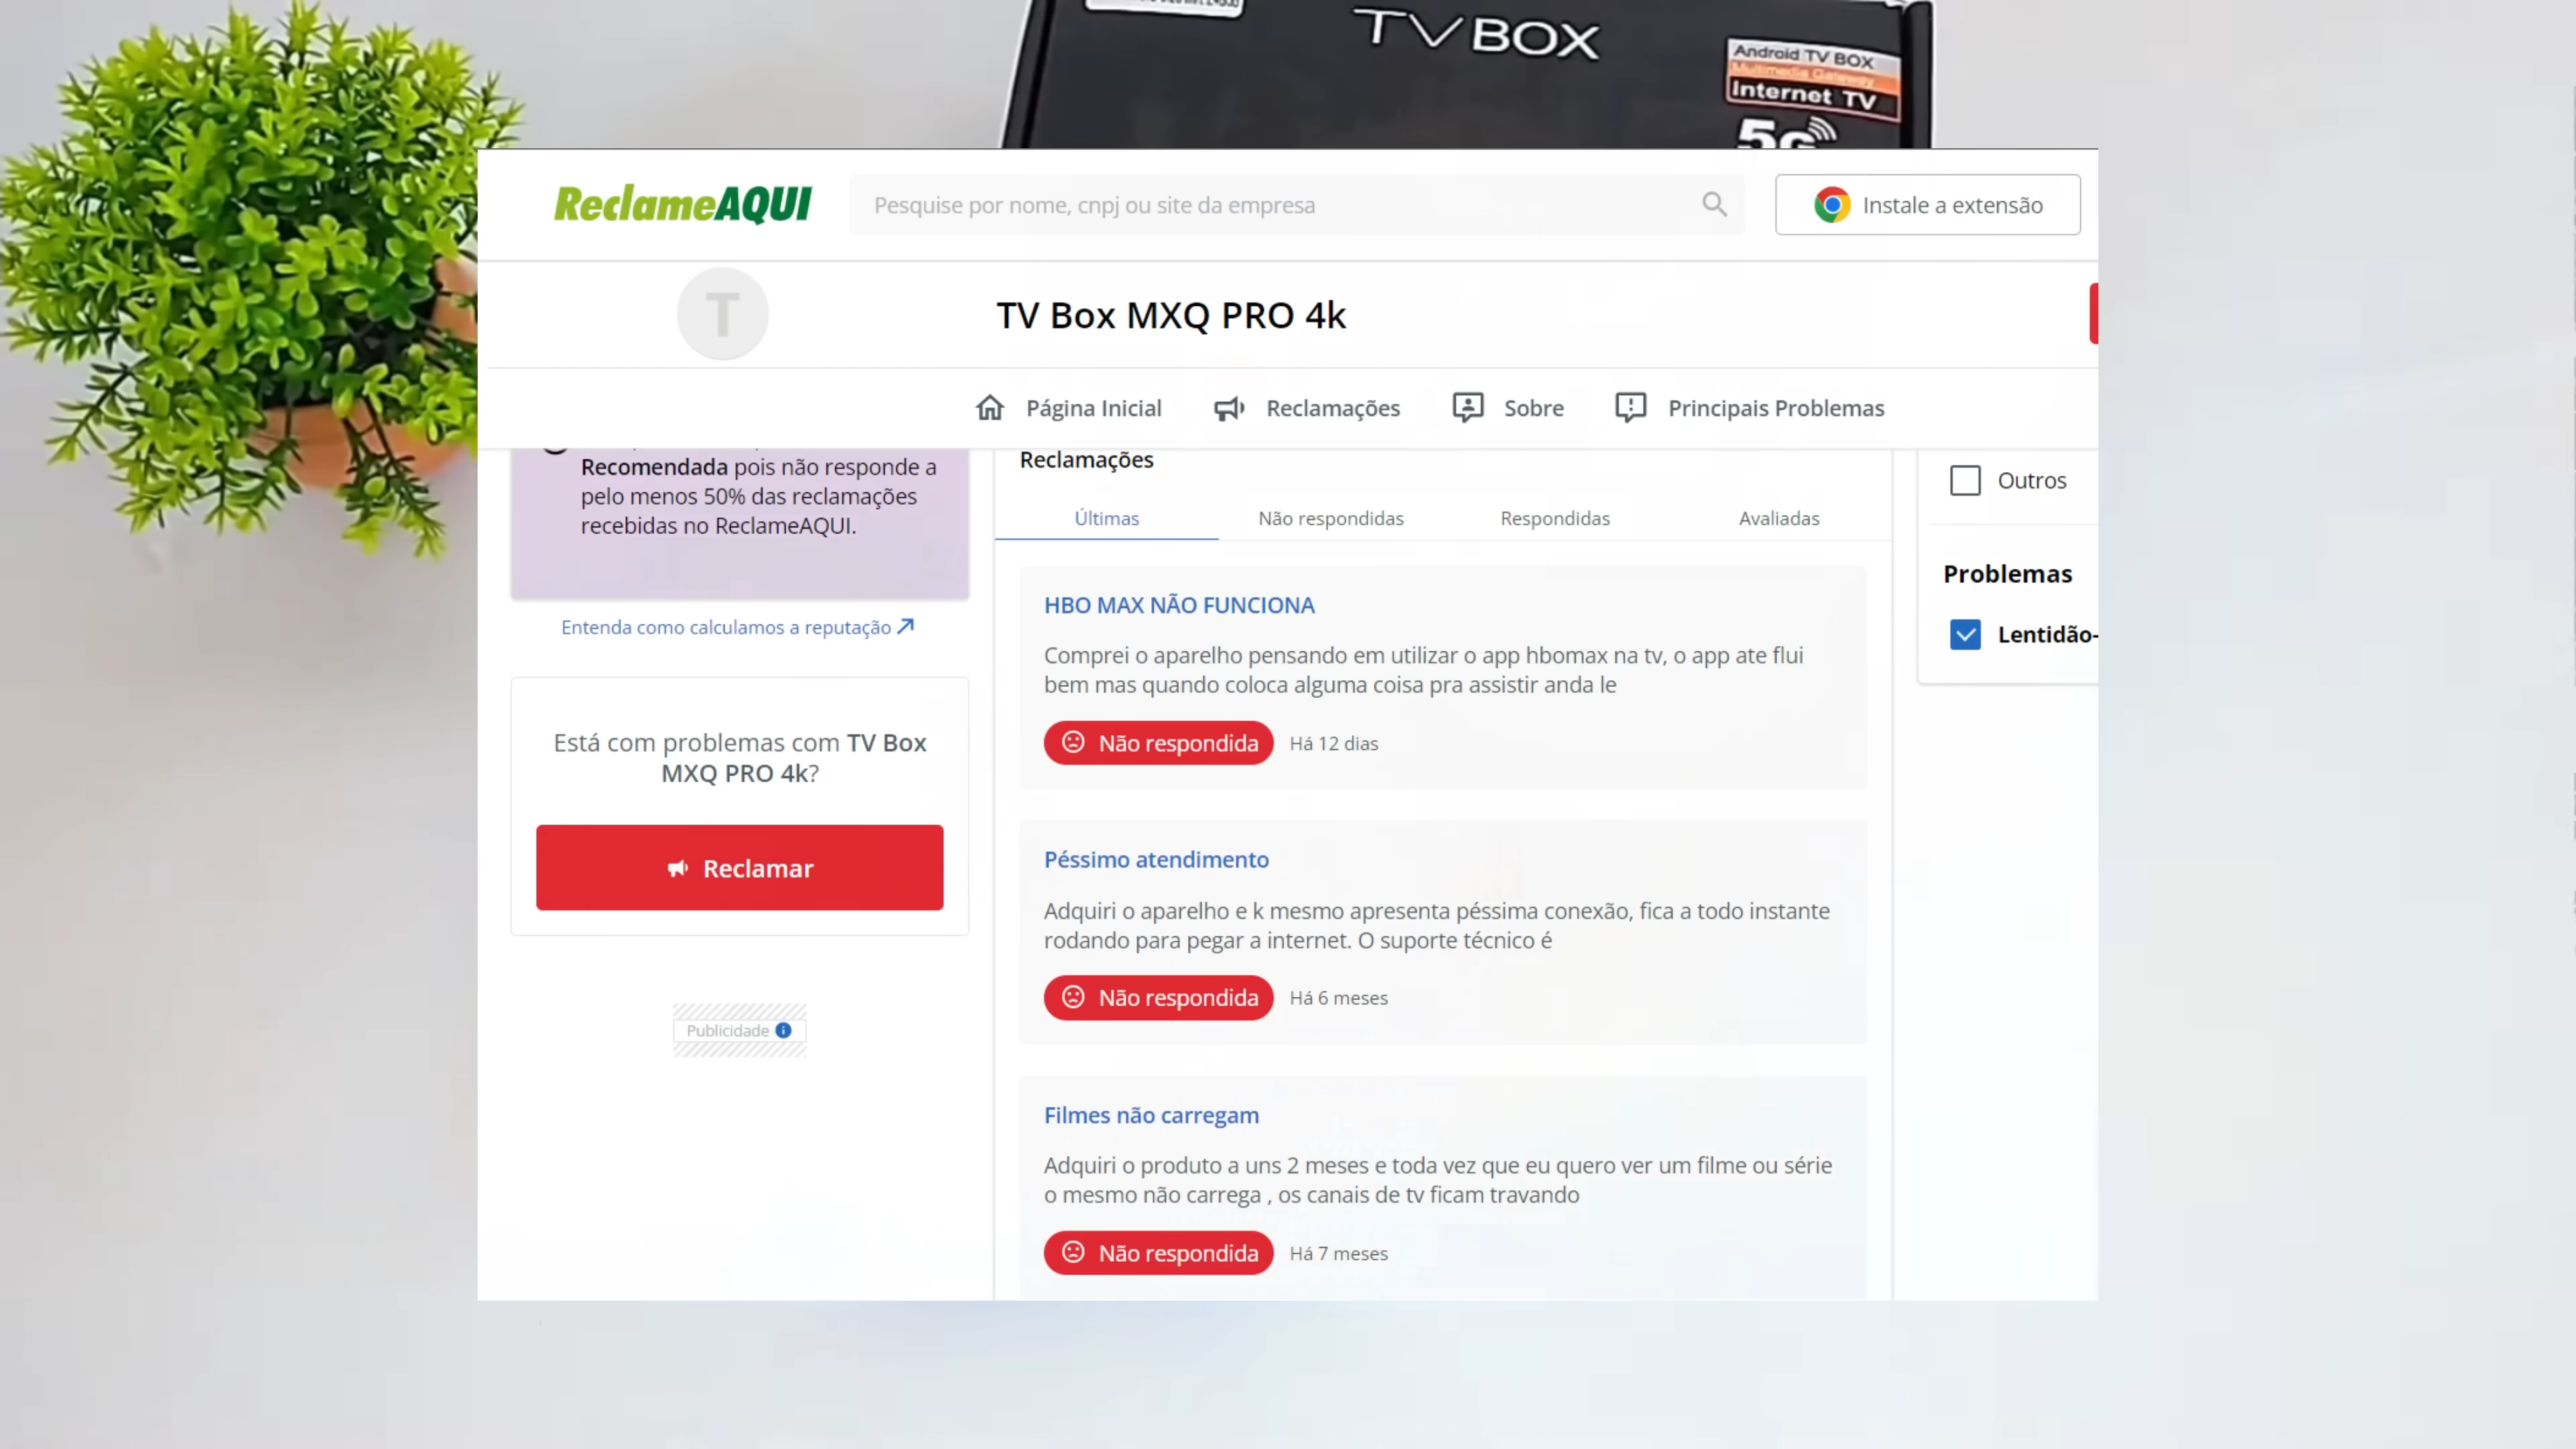 TV BOX
Android TV BOX
Multimedia Gateway
Internet TV
5G
ReclameAQUI
Pesquise por nome, cnpj ou site da empresa
Instale a extensão
T
TV Box MXQ PRO 4k
Página Inicial
Reclamações
Sobre
Principais Problemas
Recomendada pois não responde a
pelo menos 50% das reclamações
recebidas no ReclameAQUI.
Entenda como calculamos a reputação
Está com problemas com TV Box
MXQ PRO 4k?
Reclamar
Publicidade
Reclamações
Últimas
Não respondidas
Respondidas
Avaliadas
HBO MAX NÃO FUNCIONA
Comprei o aparelho pensando em utilizar o app hbomax na tv, o app ate flui
bem mas quando coloca alguma coisa pra assistir anda le
Não respondida
Há 12 dias
Péssimo atendimento
Adquiri o aparelho e k mesmo apresenta péssima conexão, fica a todo instante
rodando para pegar a internet. O suporte técnico é
Não respondida
Há 6 meses
Filmes não carregam
Adquiri o produto a uns 2 meses e toda vez que eu quero ver um filme ou série
o mesmo não carrega , os canais de tv ficam travando
Não respondida
Há 7 meses
Outros
Problemas
Lentidão-